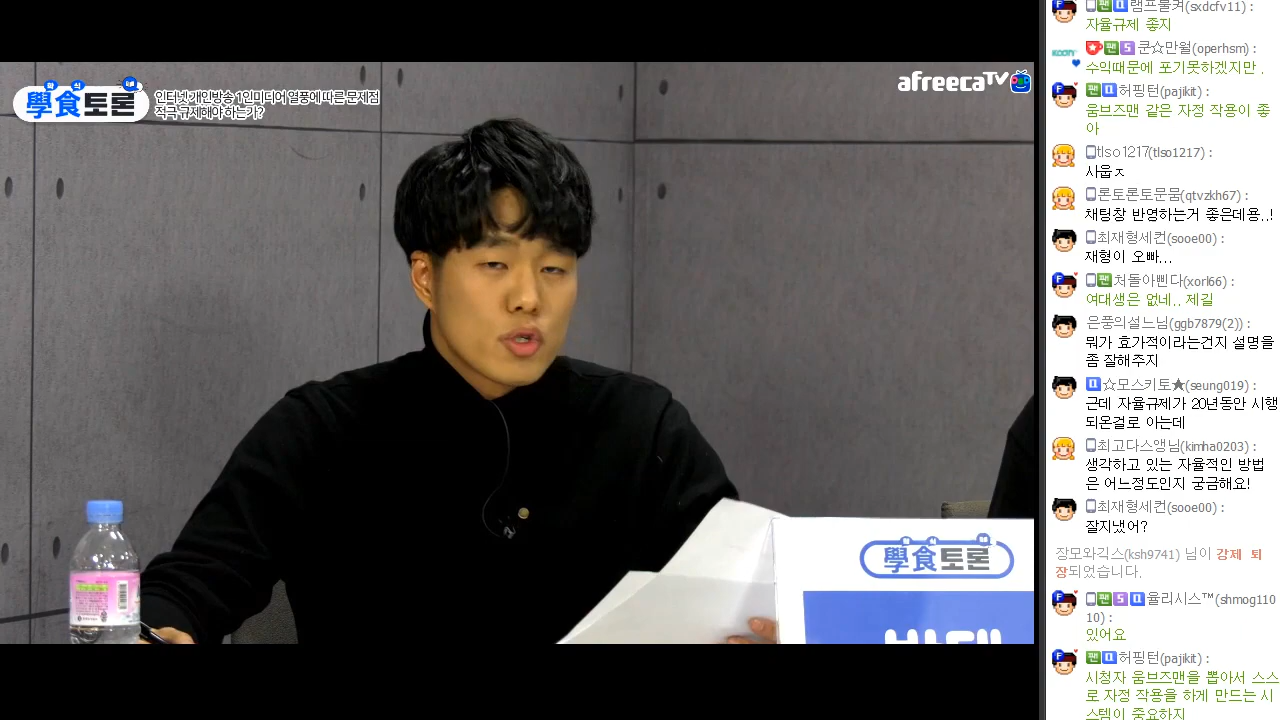 學食토론
학식
인터넷 개인방송 1인미디어 열풍에 따른 문제점
적극 규제해야 하는가?
afreecaTV
學食토론
램프물켜(sxdcfv11) :
자율규제 좋지
팬 S 쿤☆만월(operhsm) :
수익때문에 포기못하겠지만 .
팬 허핑턴(pajikit) :
움브즈맨 같은 자정 작용이 좋
아
tlso1217(tlso1217) :
사웁ㅈ
론토론토문뭄(qtvzkh67) :
채팅창 반영하는거 좋은데용..!
최재형세컨(sooe00) :
재형이 오빠...
팬 처돌아삔다(xorl66) :
여대생은 없네.. 제길
은풍의설느님(ggb7879(2)) :
뭐가 효가적이라는건지 설명을
좀 잘해주지
☆모스키토★(seung019) :
근데 자율규제가 20년동안 시행
되온걸로 아는데
최고다스앵님(kimha0203) :
생각하고 있는 자율적인 방법
은 어느정도인지 궁금해요!
최재형세컨(sooe00) :
잘지냈어?
장모와긱스(ksh9741) 님이 강제 퇴
장되었습니다.
팬 S 율리시스™(shmog110
10) :
있어요
팬 허핑턴(pajikit) :
시청자 움브즈맨을 뽑아서 스스
로 자정 작용을 하게 만드는 시
스템이 중요하지